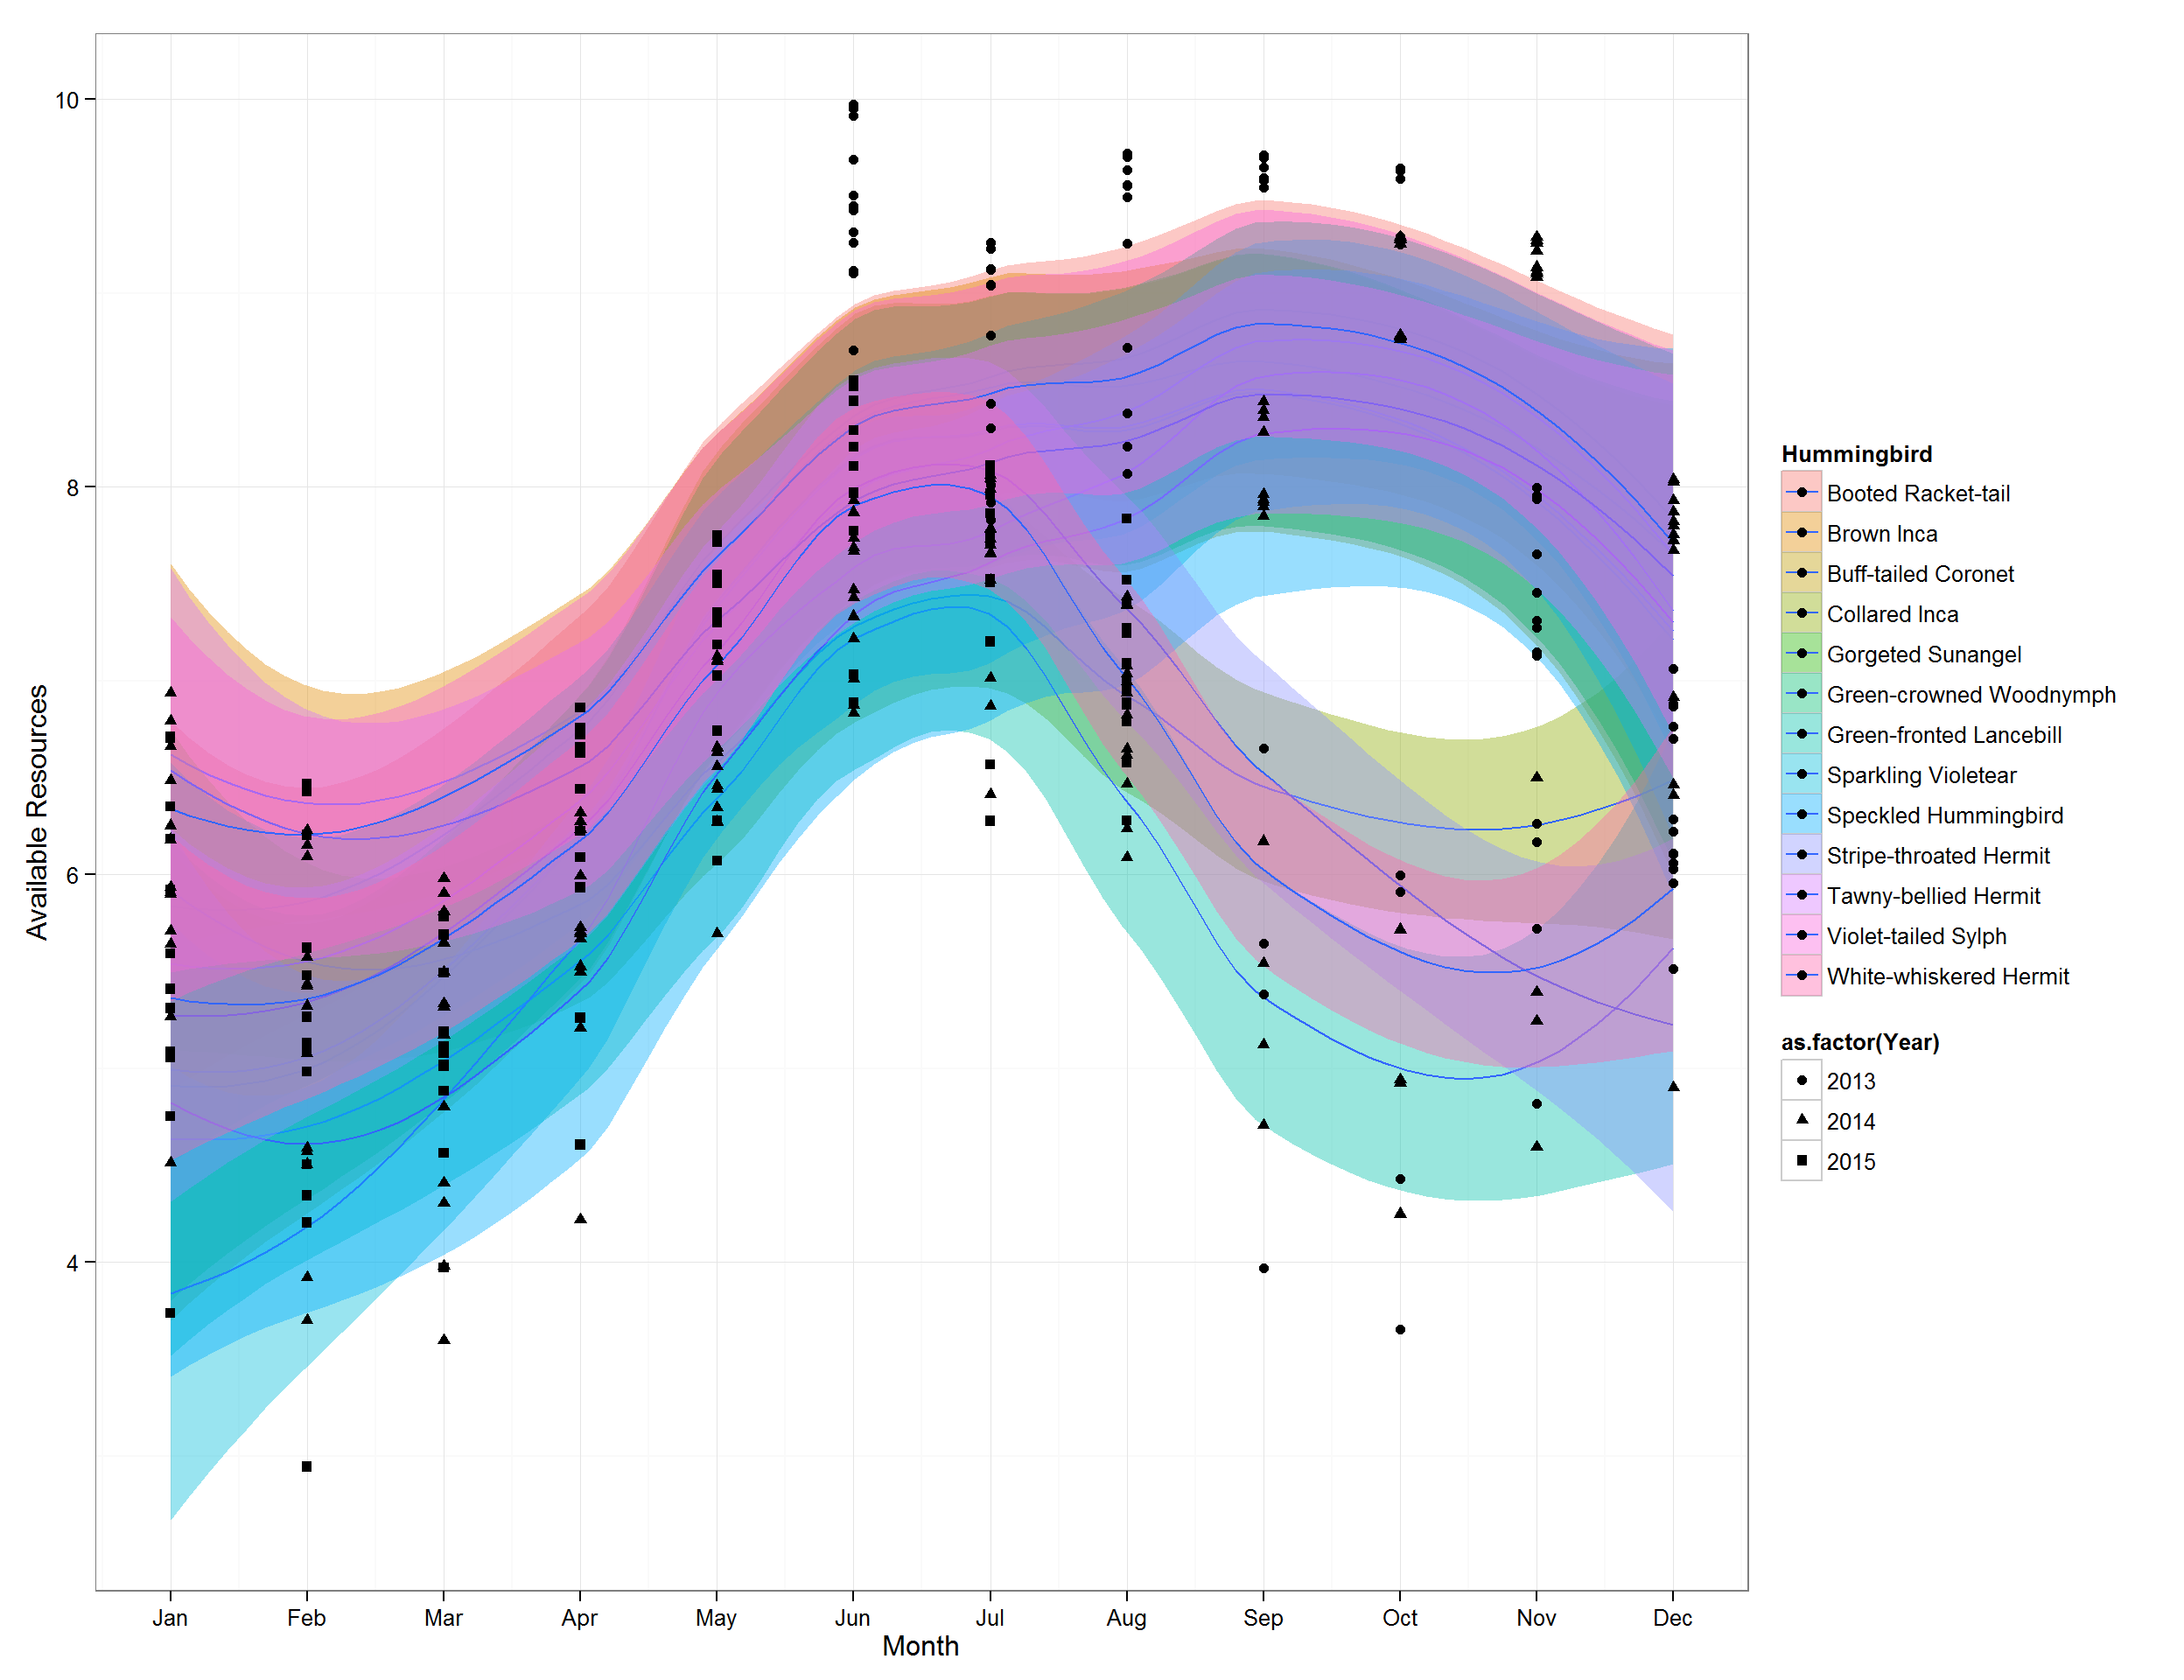 10
8
6
4
Available Resources
Jan Feb Mar Apr May Jun Jul Aug Sep Oct Nov Dec
Month
Hummingbird
Booted Racket-tail
Brown Inca
Buff-tailed Coronet
Collared Inca
Gorgeted Sunangel
Green-crowned Woodnymph
Green-fronted Lancebill
Sparkling Violetear
Speckled Hummingbird
Stripe-throated Hermit
Tawny-bellied Hermit
Violet-tailed Sylph
White-whiskered Hermit
as.factor(Year)
2013
2014
2015